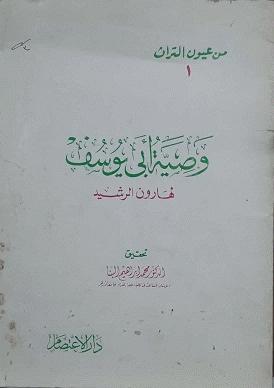 من عيون التراث
١
وصية أبي يوسف
لهارون الرشيد
تحقيق
الدكتور محمد إبراهيم البنا
دار الاعتصام